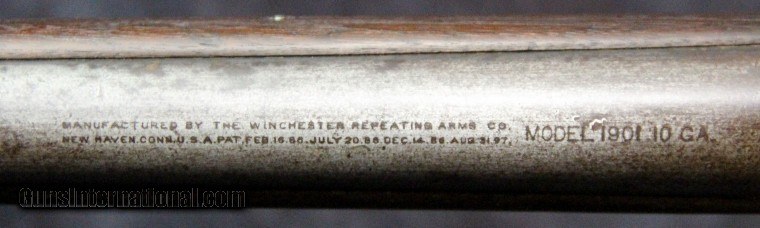 MANUFACTURED BY THE WINCHESTER REPEATING ARMS CO.
NEW HAVEN.CONN.U.S.A.PAT.FEB.16.86.JULY 20.86.DEC.14.86.AUG.31.97.
MODEL 1901 10 GA.
GunsInternational.com